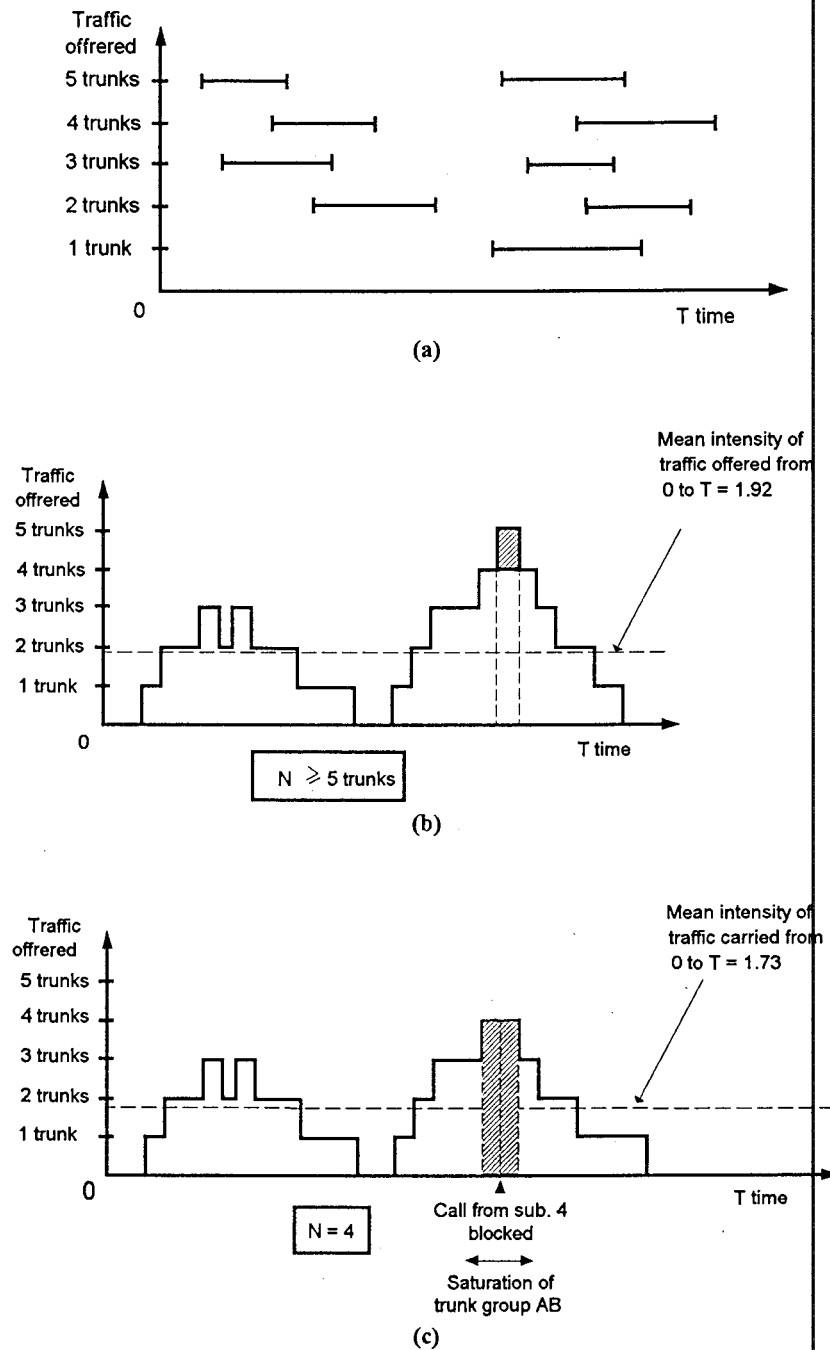 Traffic
offrered
5 trunks
4 trunks
3 trunks
2 trunks
1 trunk
0
T time
(a)
Mean intensity of
traffic offered from
0 to T = 1.92
Traffic
offrered
5 trunks
4 trunks
3 trunks
2 trunks
1 trunk
0
T time
N ⩾ 5 trunks
(b)
Mean intensity of
traffic carried from
0 to T = 1.73
Traffic
offrered
5 trunks
4 trunks
3 trunks
2 trunks
1 trunk
0
T time
N = 4
Call from sub. 4
blocked
Saturation of
trunk group AB
(c)